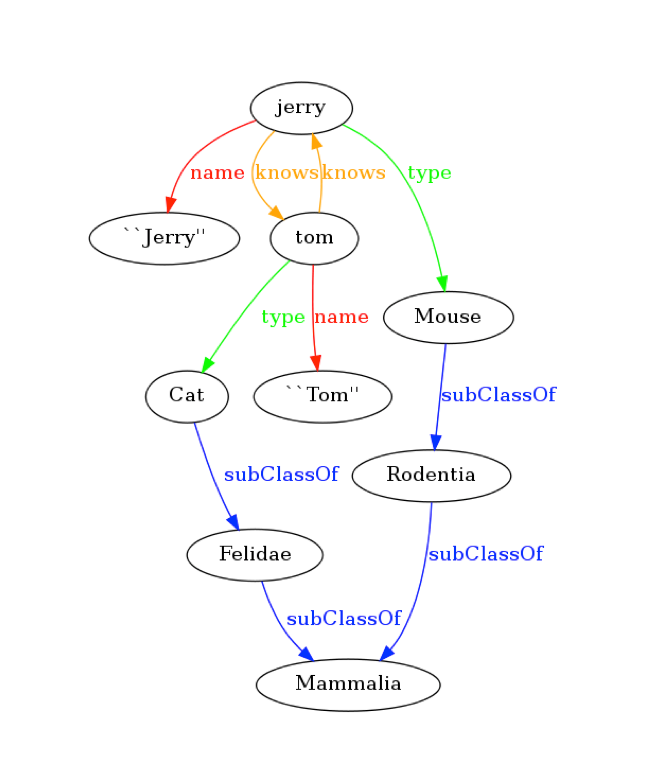 jerry
name
knows
knows
type
``Jerry''
tom
type
name
Mouse
Cat
``Tom''
subClassOf
subClassOf
Rodentia
Felidae
subClassOf
subClassOf
Mammalia